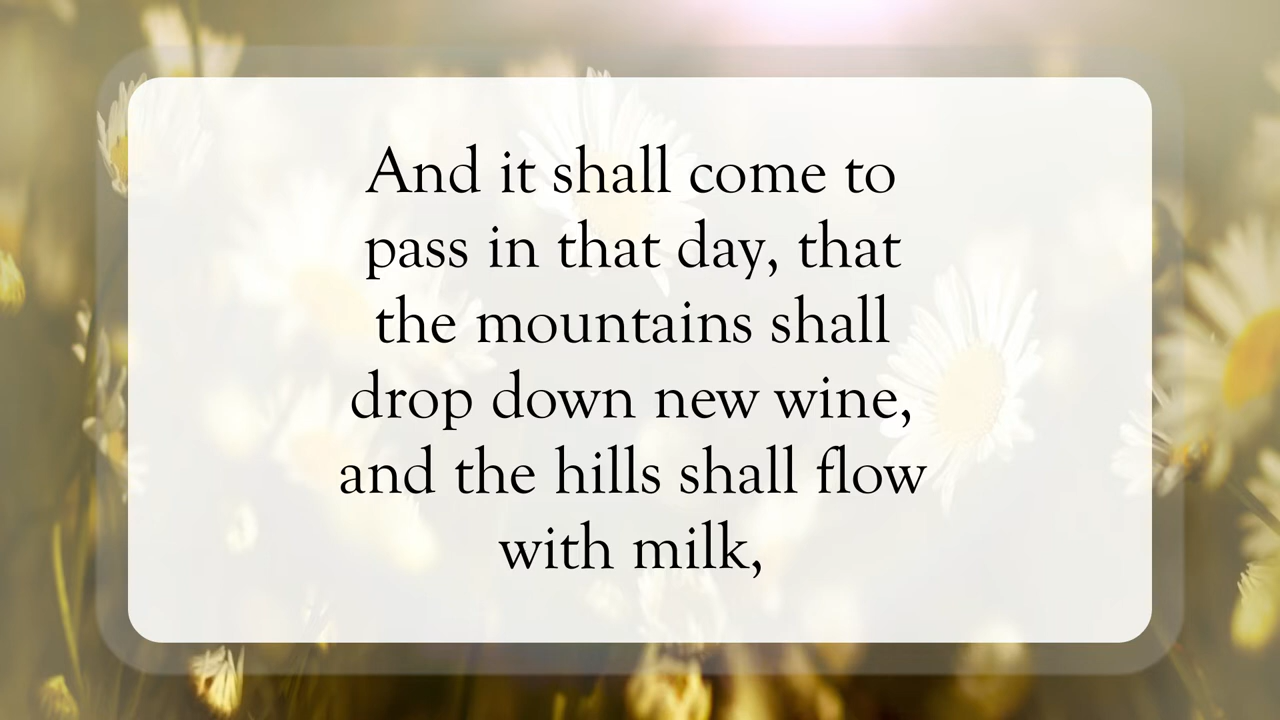 And it shall come to
pass in that day, that
the mountains shall
drop down new wine,
and the hills shall flow
with milk,